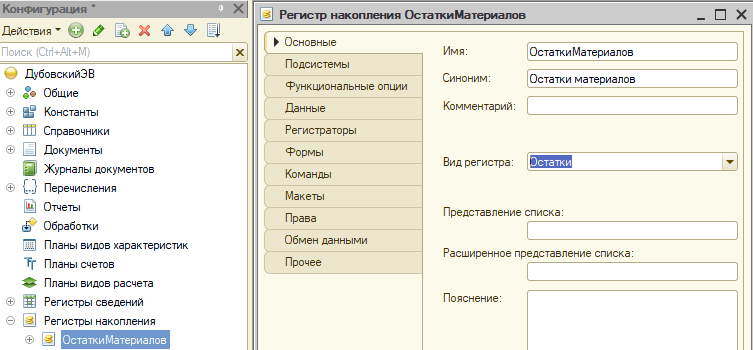 Конфигурация *
Действия
Поиск (Ctrl+Alt+M)
ДубовскийЭВ
Общие
Константы
Справочники
Документы
Журналы документов
Перечисления
Отчеты
Обработки
Планы видов характеристик
Планы счетов
Планы видов расчета
Регистры сведений
Регистры накопления
ОстаткиМатериалов
Регистр накопления ОстаткиМатериалов
Основные
Подсистемы
Функциональные опции
Данные
Регистраторы
Формы
Команды
Макеты
Права
Обмен данными
Прочее
Имя: ОстаткиМатериалов
Синоним: Остатки материалов
Комментарий:
Вид регистра: Остатки
Представление списка:
Расширенное представление списка:
Пояснение: